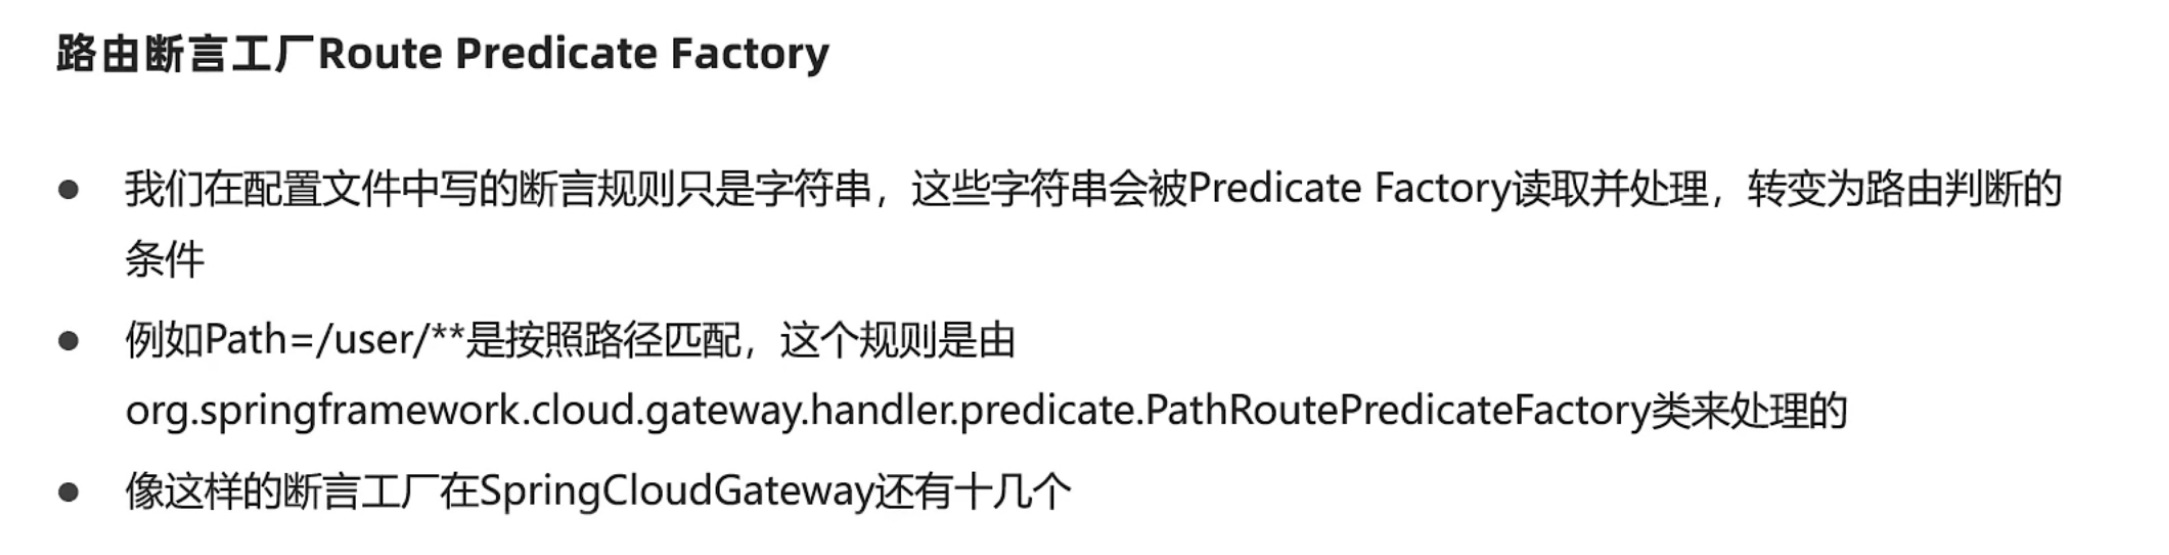 路由断言工厂Route Predicate Factory
● 我们在配置文件中写的断言规则只是字符串，这些字符串会被Predicate Factory读取并处理，转变为路由判断的
条件
● 例如Path=/user/**是按照路径匹配，这个规则是由
org.springframework.cloud.gateway.handler.predicate.PathRoutePredicateFactory类来处理的
● 像这样的断言工厂在SpringCloudGateway还有十几个